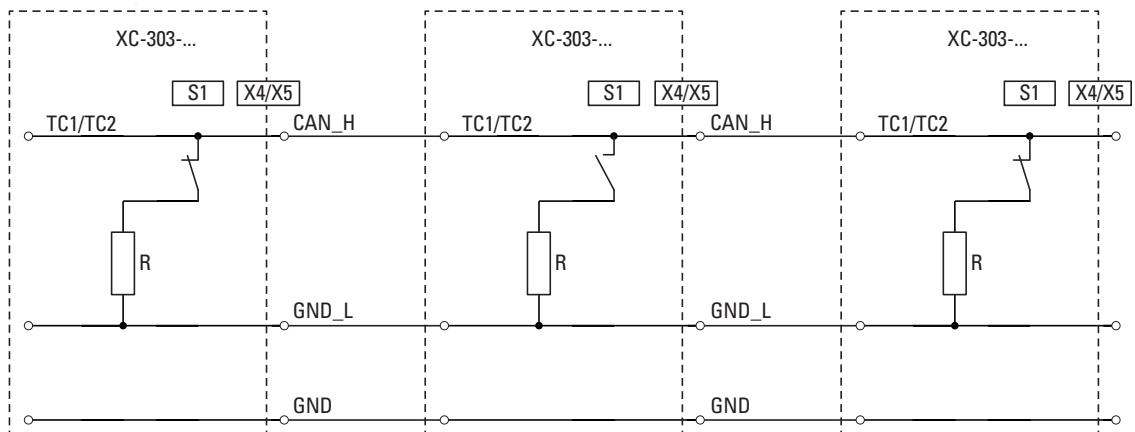 XC-303-... XC-303-... XC-303-...
S1 X4/X5 S1 X4/X5 S1 X4/X5
TC1/TC2 CAN_H TC1/TC2 CAN_H TC1/TC2
R R R
GND_L GND_L
GND GND